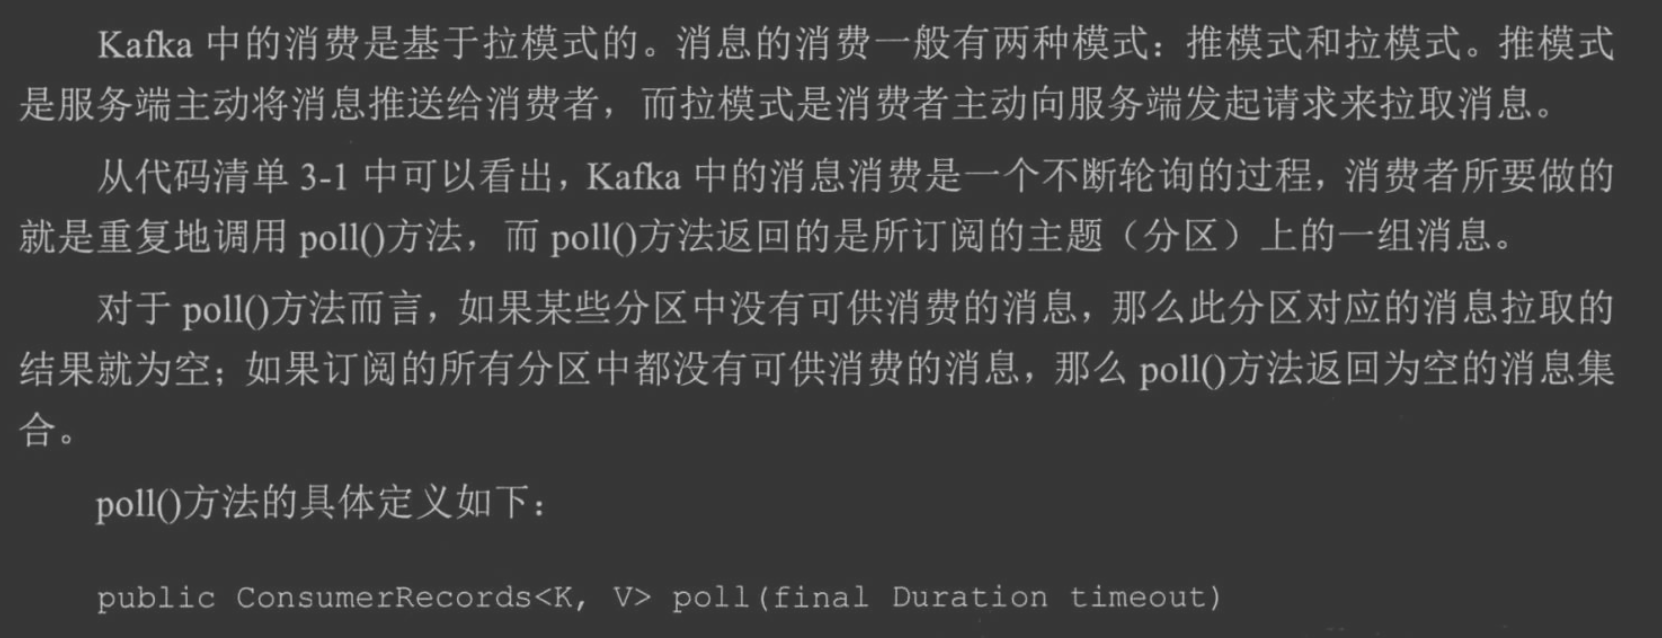 Kafka 中的消费是基于拉模式的。消息的消费一般有两种模式：推模式和拉模式。推模式
是服务端主动将消息推送给消费者，而拉模式是消费者主动向服务端发起请求来拉取消息。
从代码清单 3-1 中可以看出，Kafka 中的消息消费是一个不断轮询的过程，消费者所要做的
就是重复地调用 poll()方法，而 poll()方法返回的是所订阅的主题（分区）上的一组消息。
对于 poll()方法而言，如果某些分区中没有可供消费的消息，那么此分区对应的消息拉取的
结果就为空；如果订阅的所有分区中都没有可供消费的消息，那么 poll()方法返回为空的消息集
合。
poll()方法的具体定义如下：
public ConsumerRecords<K, V> poll(final Duration timeout)